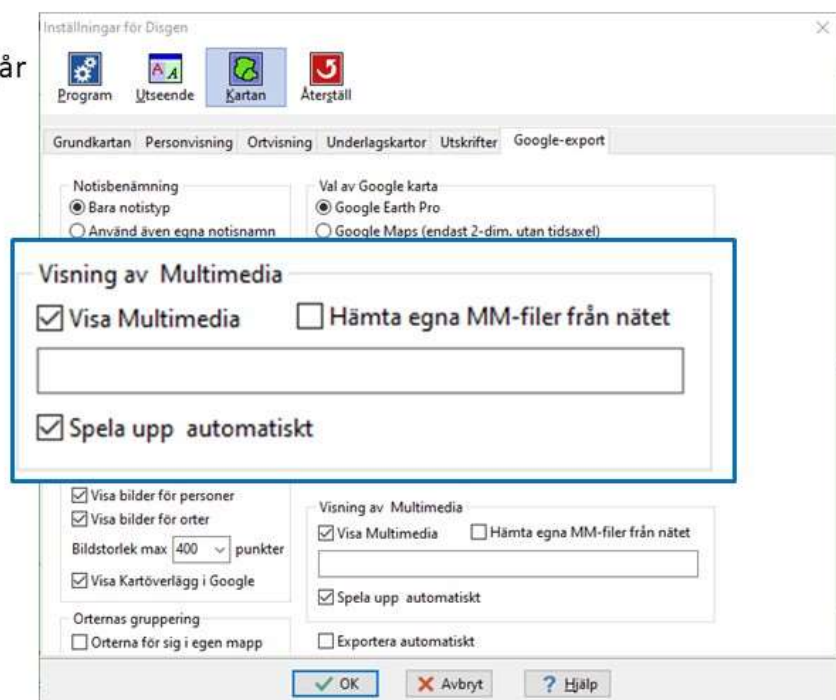 Inställningar för Disgen
år
Program Utseende Kartan Återställ
Grundkartan Personvisning Ortvisning Underlagskartor Utskrifter Google-export
Notisbenämning
Bara notistyp
Använd även egna notisnamn
Val av Google karta
Google Earth Pro
Google Maps (endast 2-dim. utan tidsaxel)
Visning av Multimedia
Visa Multimedia Hämta egna MM-filer från nätet
Spela upp automatiskt
Visa bilder för personer
Visa bilder för orter
Bildstorlek max 400 punkter
Visa Kartöverlägg i Google
Visning av Multimedia
Visa Multimedia Hämta egna MM-filer från nätet
Spela upp automatiskt
Orternas gruppering
Orterna för sig i egen mapp
Exportera automatiskt
OK Avbryt ? Hjälp